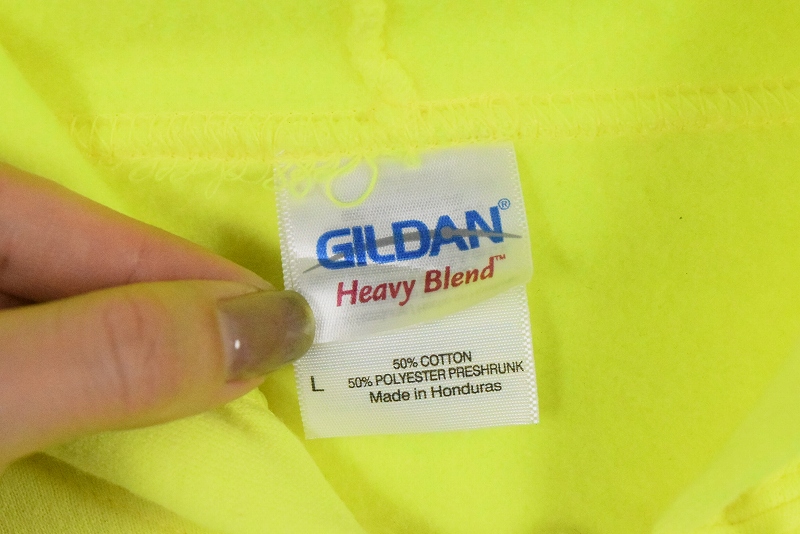 GILDAN®
Heavy Blend™
50% COTTON
L 50% POLYESTER PRESHRUNK
Made in Honduras